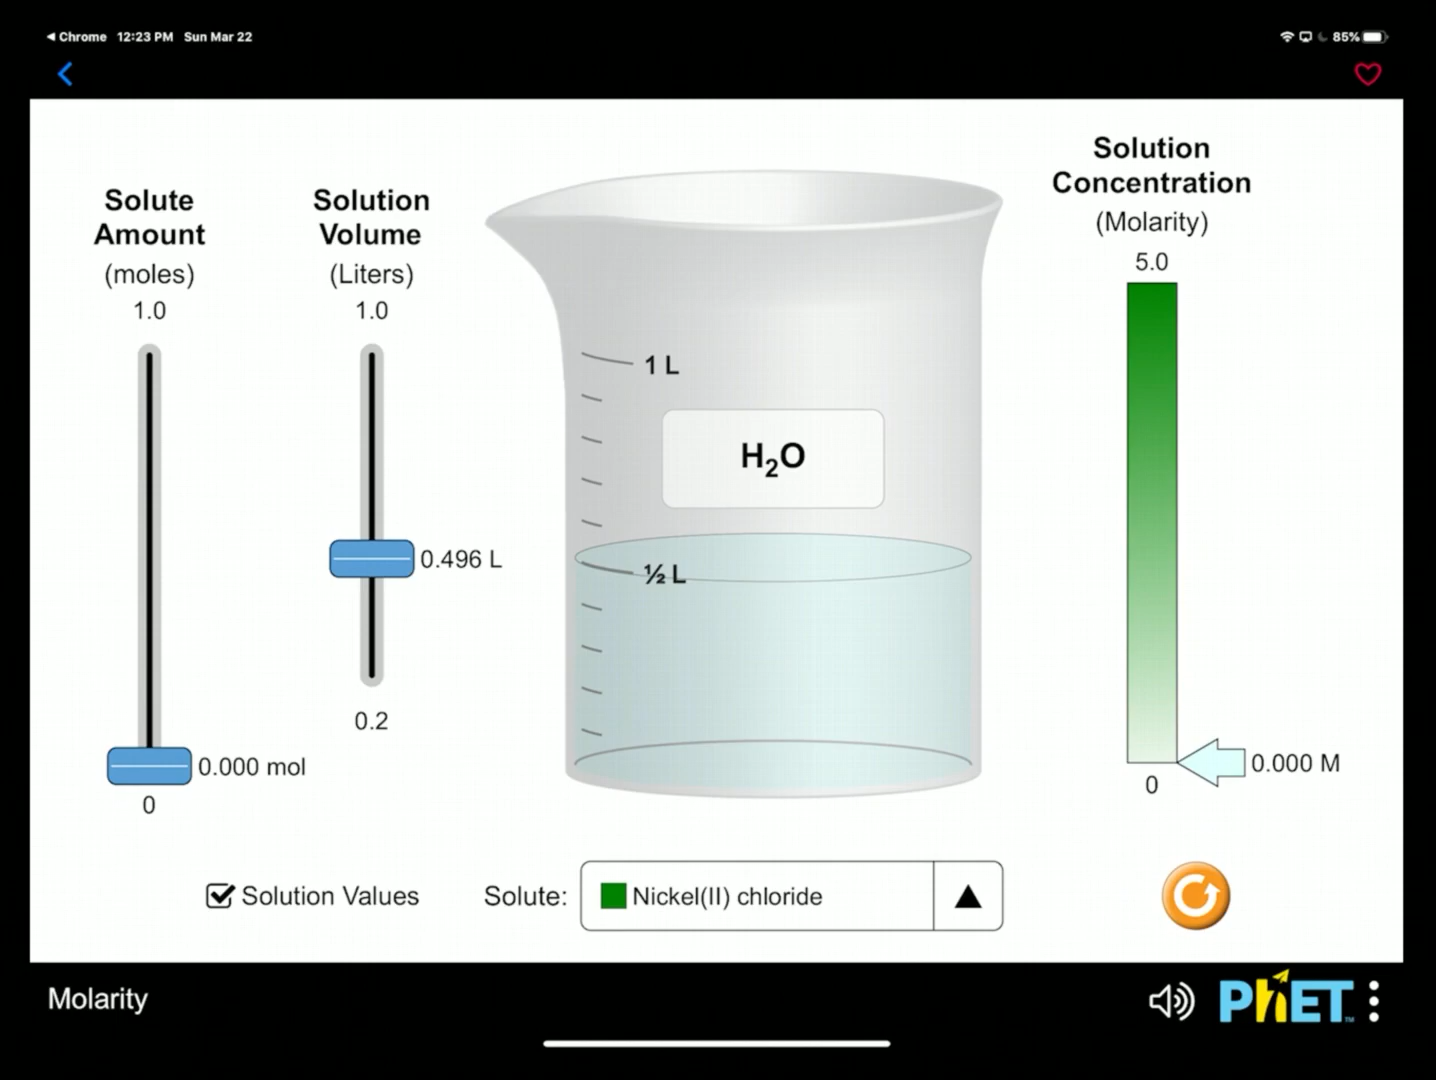 ◀ Chrome 12:23 PM Sun Mar 22
85%
Solute
Amount
(moles)
1.0
0.000 mol
0
Solution
Volume
(Liters)
1.0
0.496 L
0.2
1 L
H₂O
½ L
Solution
Concentration
(Molarity)
5.0
0.000 M
0
Solution Values
Solute:
Nickel(II) chloride
▲
Molarity
PhET™